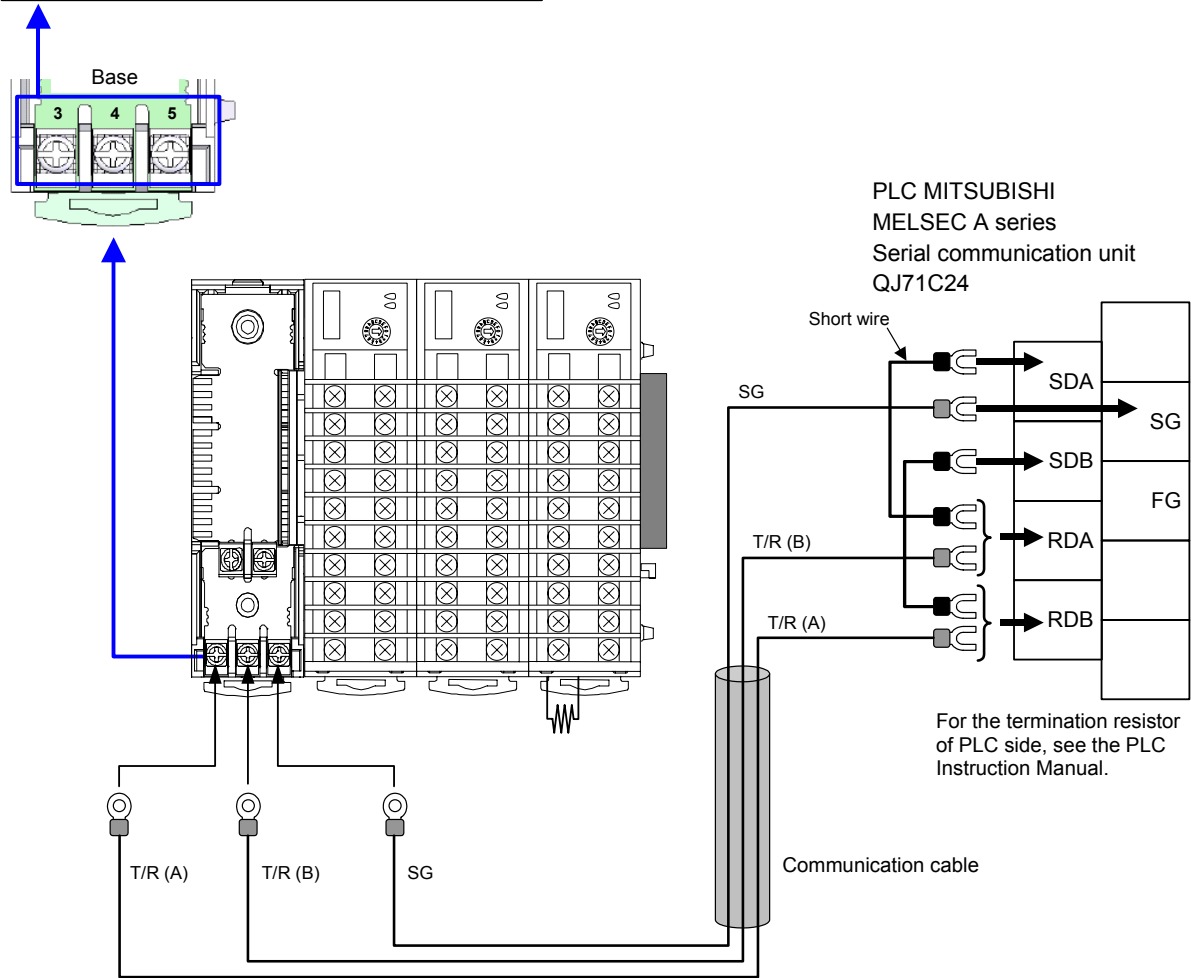 Base
3 4 5
PLC MITSUBISHI
MELSEC A series
Serial communication unit
QJ71C24
Short wire
SDA
SG
SG
SDB
FG
T/R (B)
RDA
T/R (A)
RDB
For the termination resistor
of PLC side, see the PLC
Instruction Manual.
T/R (A)
T/R (B)
SG
Communication cable